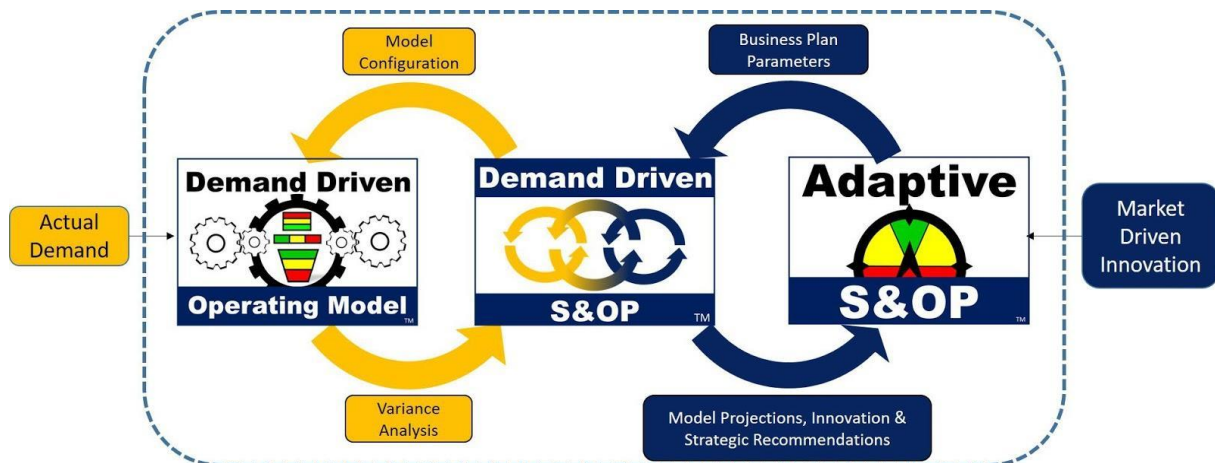 Model
Configuration
Business Plan
Parameters
Demand Driven
Operating Model
TM
Demand Driven
S&OP
TM
Adaptive
S&OP
TM
Actual
Demand
Market
Driven
Innovation
Variance
Analysis
Model Projections, Innovation &
Strategic Recommendations